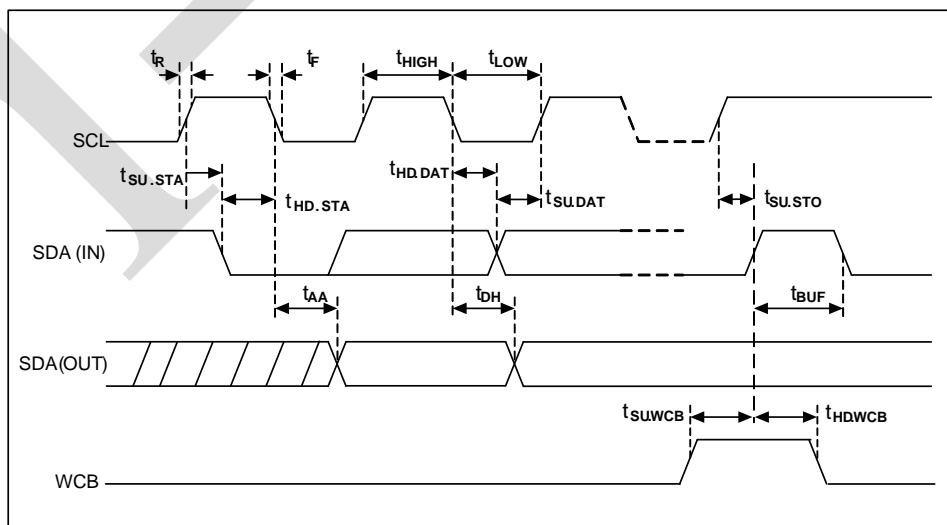 tR tF tHIGH tLOW
SCL
tSU.STA tHD.STA tHD.DAT tSU.DAT tSU.STO
SDA (IN)
tAA tDH tBUF
SDA(OUT)
tSU.WCB tHD.WCB
WCB